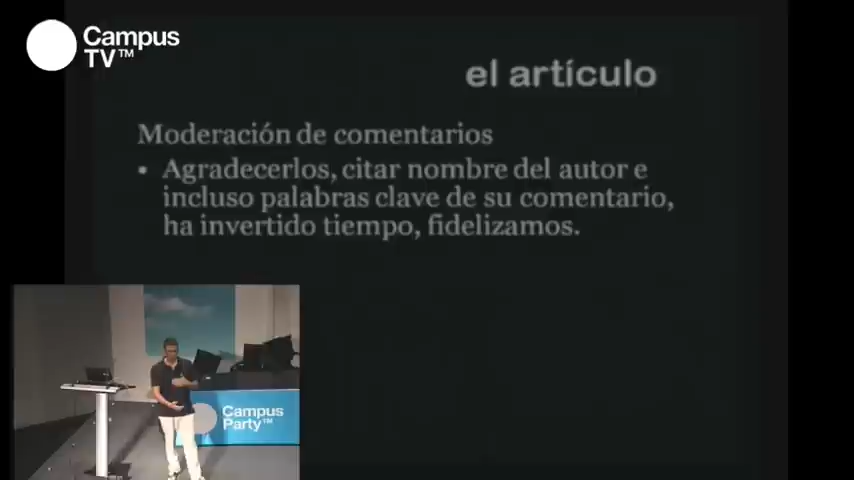 Campus
TV™
el artículo
Moderación de comentarios
• Agradecerlos, citar nombre del autor e
incluso palabras clave de su comentario,
ha invertido tiempo, fidelizamos.
Campus
Party™